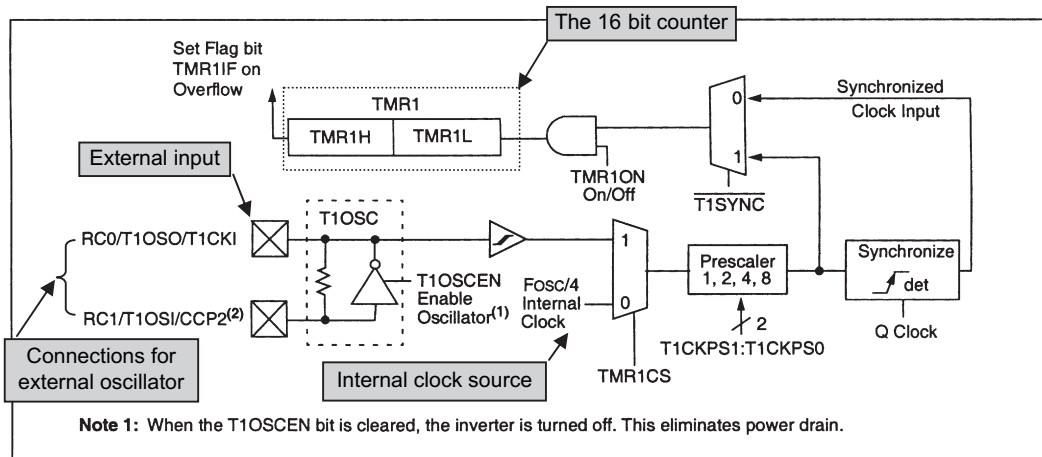 The 16 bit counter
Set Flag bit
TMR1IF on
Overflow
TMR1
TMR1H
TMR1L
TMR1ON
On/Off
0
1
T1SYNC
Synchronized
Clock Input
External input
RC0/T1OSO/T1CKI
T1OSC
RC1/T1OSI/CCP2(2)
T1OSCEN
Enable
Oscillator(1)
FOSC/4
Internal
Clock
1
0
TMR1CS
Prescaler
1, 2, 4, 8
2
T1CKPS1:T1CKPS0
Synchronize
det
Q Clock
Connections for
external oscillator
Internal clock source
Note 1: When the T1OSCEN bit is cleared, the inverter is turned off. This eliminates power drain.